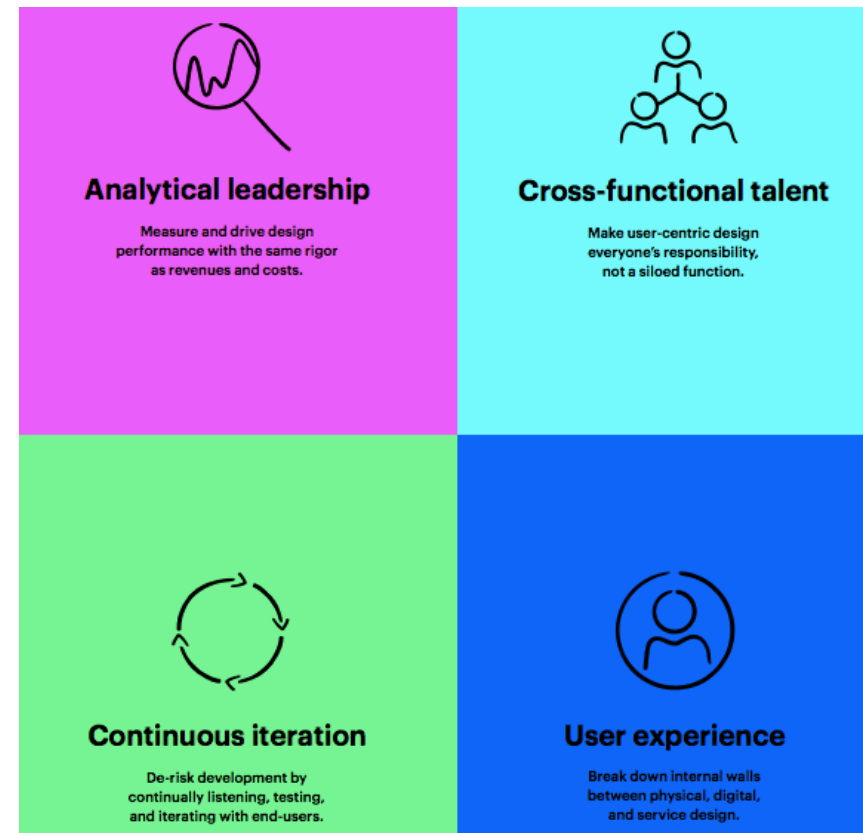 Analytical leadership
Measure and drive design
performance with the same rigor
as revenues and costs.
Cross-functional talent
Make user-centric design
everyone’s responsibility,
not a siloed function.
Continuous iteration
De-risk development by
continually listening, testing,
and iterating with end-users.
User experience
Break down internal walls
between physical, digital,
and service design.